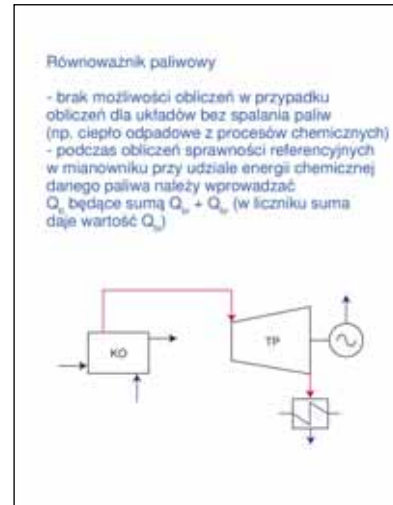 Równoważnik paliwowy
- brak możliwości obliczeń w przypadku
obliczeń dla układów bez spalania paliw
(np. ciepło odpadowe z procesów chemicznych)
- podczas obliczeń sprawności referencyjnych
w mianowniku przy udziale energii chemicznej
danego paliwa należy wprowadzać
będące sumą (w liczniku suma
daje wartość
KO
TP